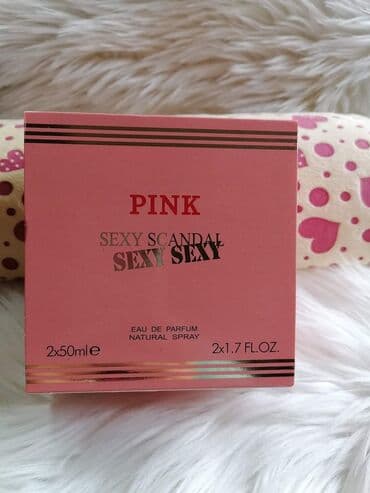 PINK
SEXY SCANDAL
SEXY SEXY
EAU DE PARFUM
NATURAL SPRAY
2x50ml e 2x1.7 FL.OZ.